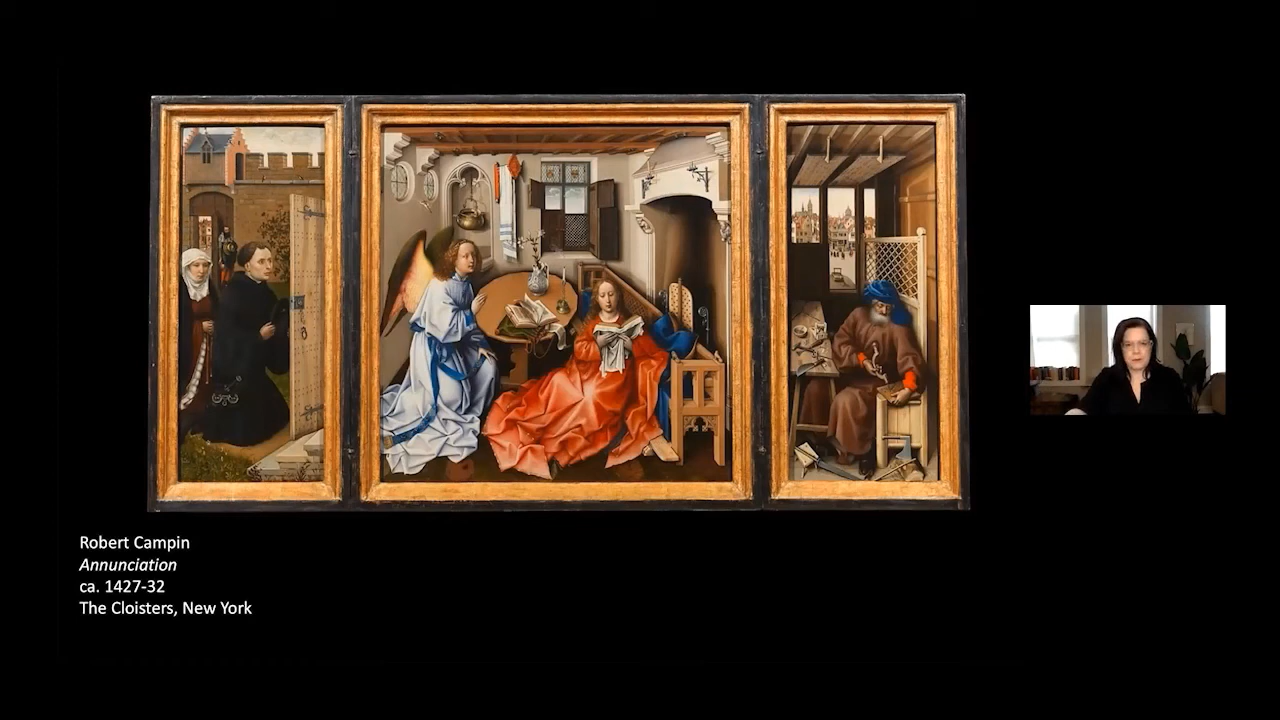 Robert Campin
Annunciation
ca. 1427-32
The Cloisters, New York